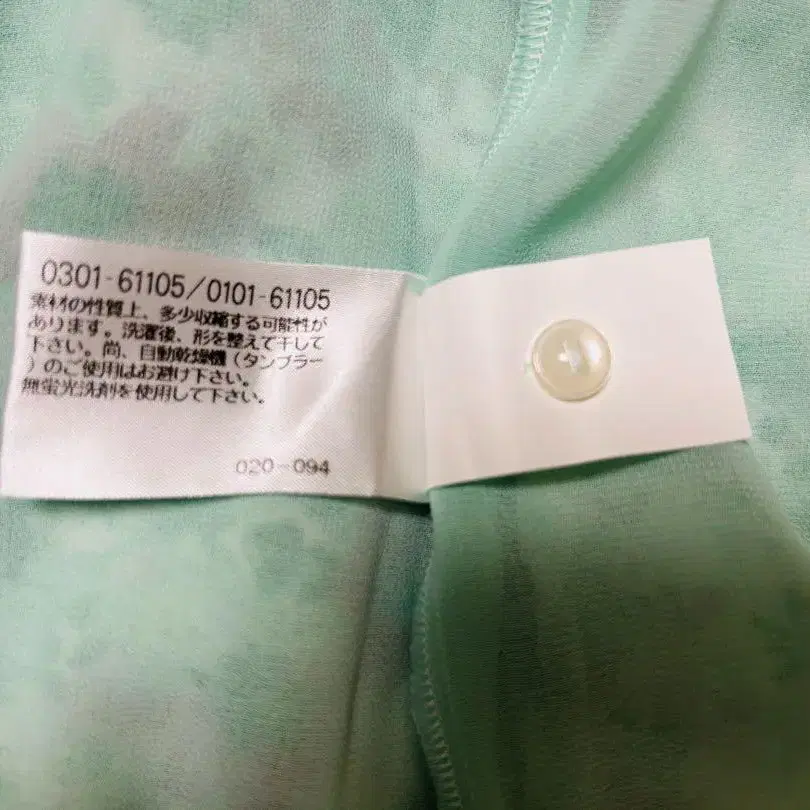 0301-61105/0101-61105
素材の性質上、多少収縮する可能性が
あります。洗濯後、形を整えて干して
下さい。尚、自動乾燥機（タンブラー
）のご使用はお避け下さい。
無蛍光洗剤を使用して下さい。
020-094